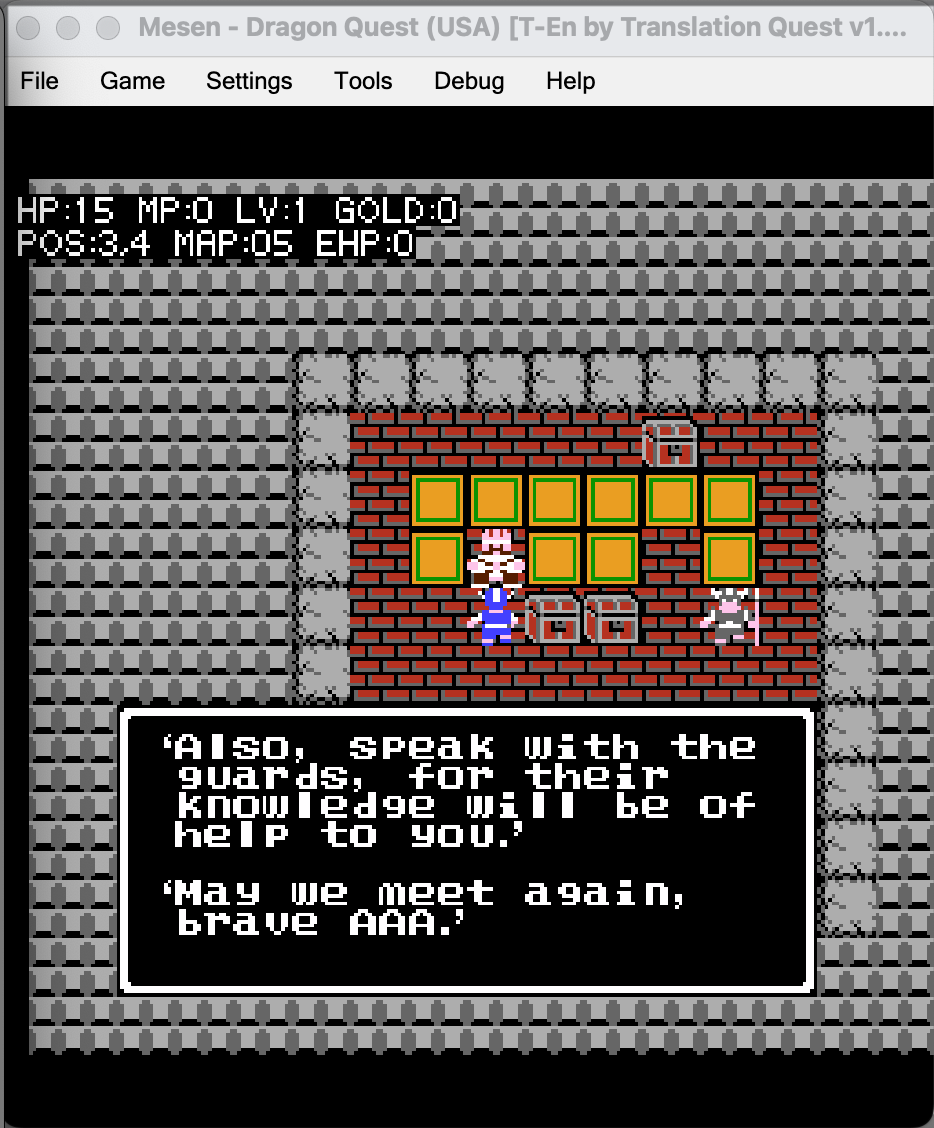 Mesen - Dragon Quest (USA) [T-En by Translation Quest v1....
File Game Settings Tools Debug Help
HP:15 MP:0 LV:1 GOLD:0
POS:3,4 MAP:05 EHP:0
‘Also, speak with the
guards, for their
knowledge will be of
help to you.’
‘May we meet again,
brave AAA.’